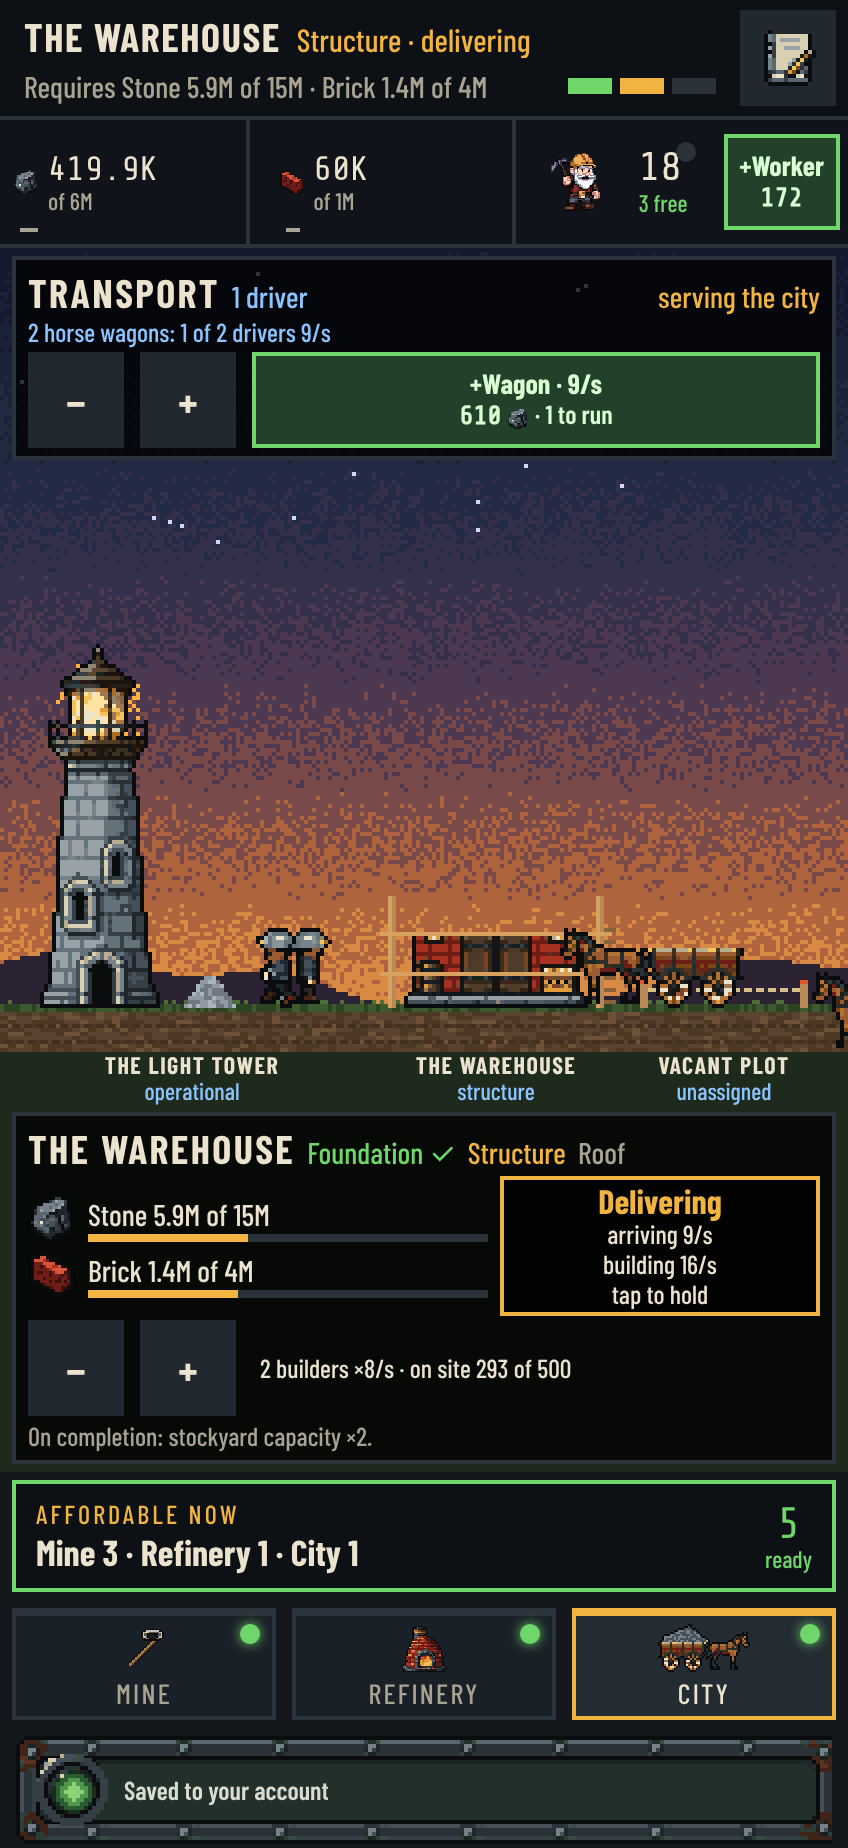 THE WAREHOUSE Structure · delivering
Requires Stone 5.9M of 15M · Brick 1.4M of 4M
419.9K
of 6M
60K
of 1M
18
3 free
+Worker
172
TRANSPORT 1 driver
serving the city
2 horse wagons: 1 of 2 drivers 9/s
− +
+Wagon · 9/s
610 · 1 to run
THE LIGHT TOWER
operational
THE WAREHOUSE
structure
VACANT PLOT
unassigned
THE WAREHOUSE Foundation ✓ Structure Roof
Stone 5.9M of 15M
Brick 1.4M of 4M
Delivering
arriving 9/s
building 16/s
tap to hold
− +
2 builders ×8/s · on site 293 of 500
On completion: stockyard capacity ×2.
AFFORDABLE NOW
Mine 3 · Refinery 1 · City 1
5
ready
MINE
REFINERY
CITY
Saved to your account